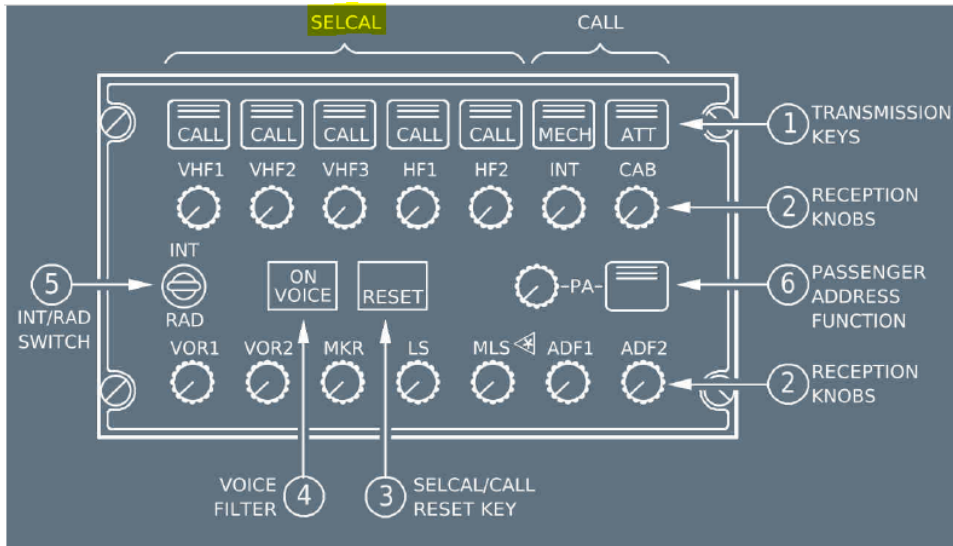 SELCAL CALL
CALL CALL CALL CALL CALL MECH ATT
1 TRANSMISSION
KEYS
VHF1 VHF2 VHF3 HF1 HF2 INT CAB
2 RECEPTION
KNOBS
INT
RAD
5
INT/RAD
SWITCH
ON
VOICE
RESET
-PA-
6 PASSENGER
ADDRESS
FUNCTION
VOR1 VOR2 MKR LS MLS ADF1 ADF2
2 RECEPTION
KNOBS
VOICE
FILTER 4
3 SELCAL/CALL
RESET KEY